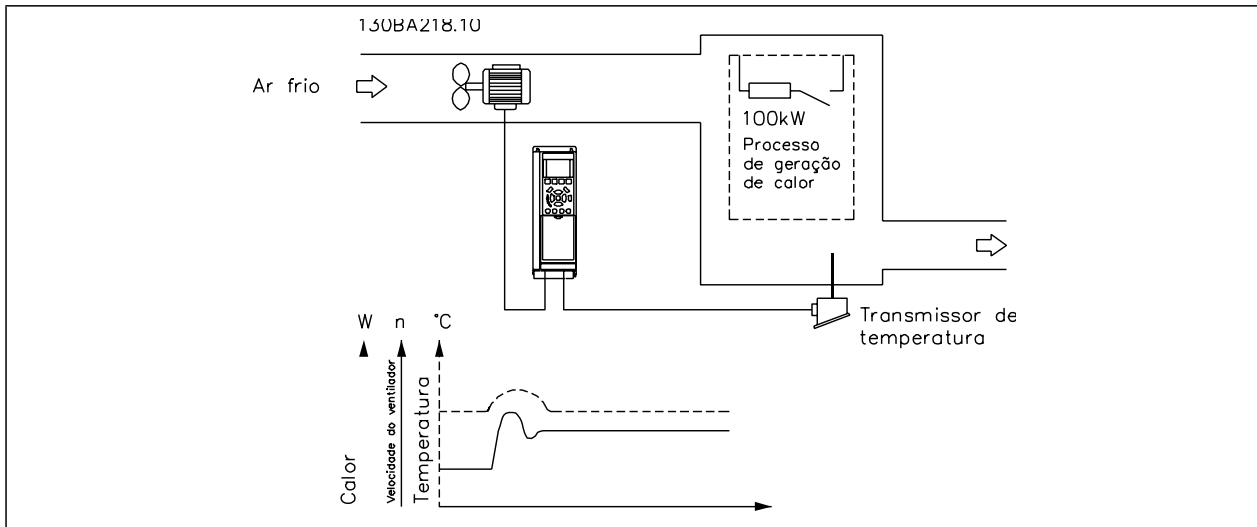 130BA218.10
Ar frio
100kW
Processo
de geração
de calor
Transmissor de
temperatura
W n °C
Calor
Velocidade do ventilador
Temperatura